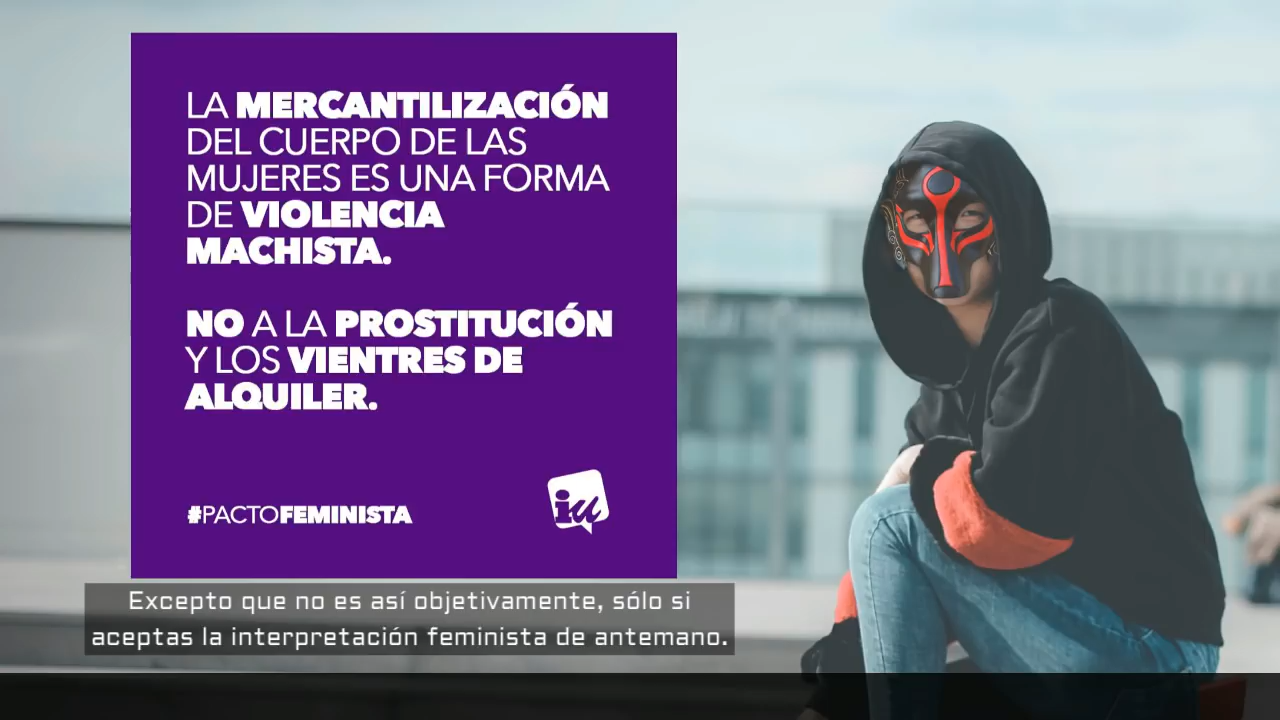 LA MERCANTILIZACIÓN
DEL CUERPO DE LAS
MUJERES ES UNA FORMA
DE VIOLENCIA
MACHISTA.
NO A LA PROSTITUCIÓN
Y LOS VIENTRES DE
ALQUILER.
#PACTOFEMINISTA
iu
Excepto que no es así objetivamente, sólo si
aceptas la interpretación feminista de antemano.